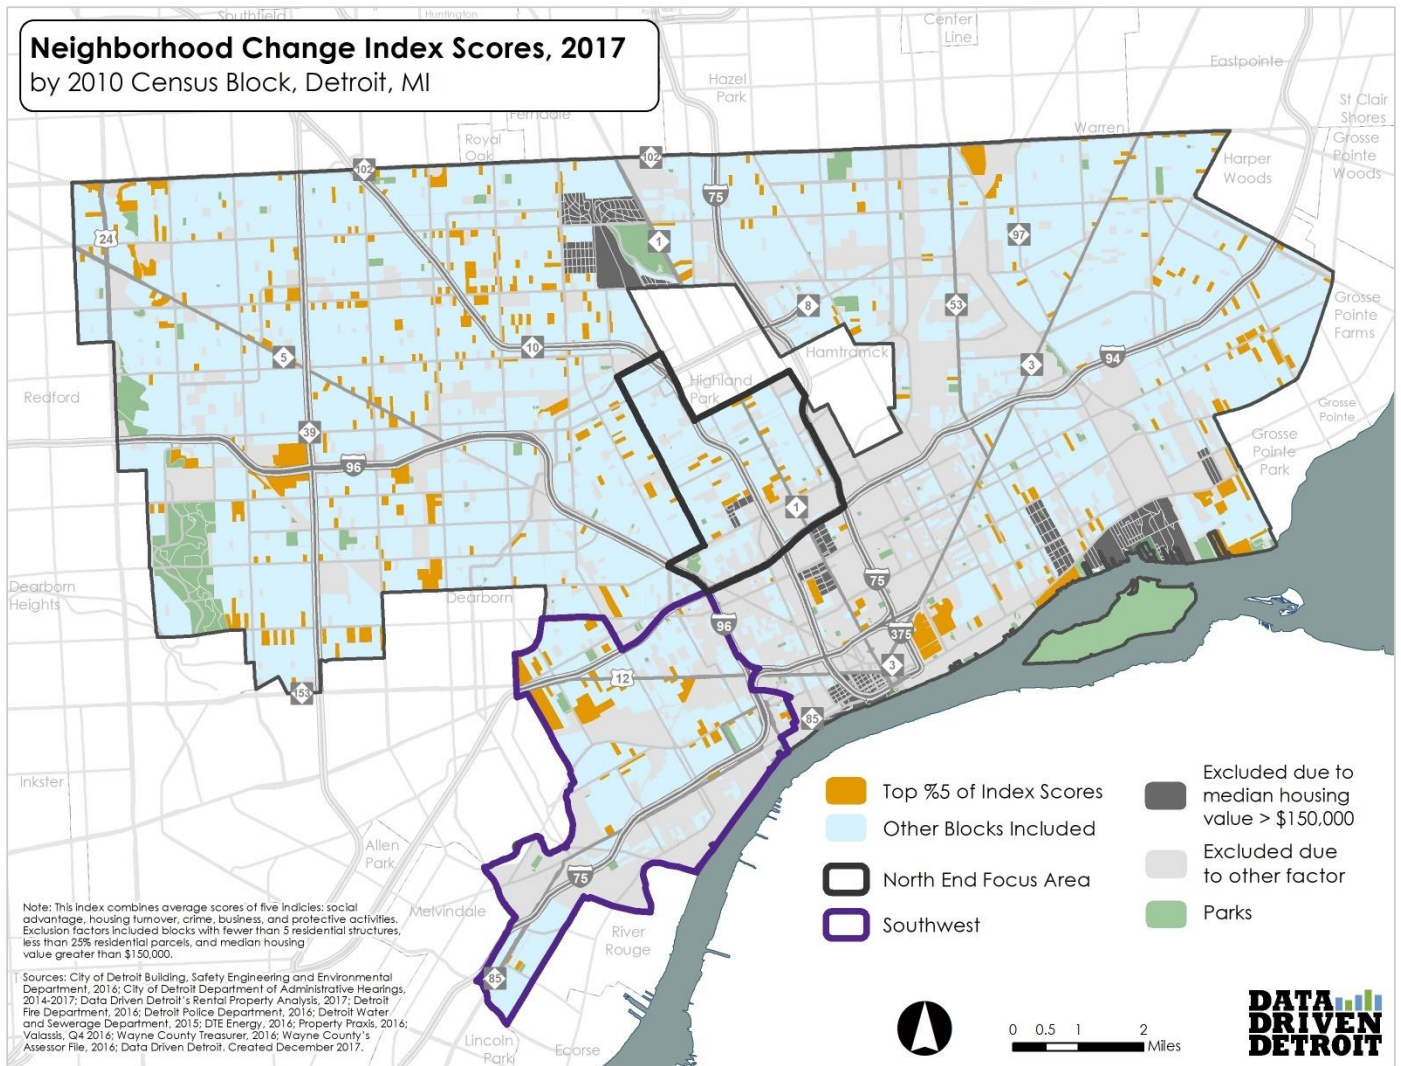 Southfield
Huntington
Center
Line
Neighborhood Change Index Scores, 2017
by 2010 Census Block, Detroit, MI
Eastpointe
Hazel
Park
St Clair
Shores
Ferndale
Royal
Oak
Warren
Grosse
Pointe
Woods
Harper
Woods
102
102
75
24
1
97
94
8
53
Grosse
Pointe
Farms
5
10
3
Hamtramck
Highland
Park
Redford
Grosse
Pointe
39
96
Grosse
Pointe
Park
1
75
Dearborn
Heights
Dearborn
96
375
3
12
153
85
Inkster
Top %5 of Index Scores
Other Blocks Included
North End Focus Area
Southwest
Excluded due to
median housing
value > $150,000
Excluded due
to other factor
Parks
Allen
Park
75
Melvindale
River
Rouge
85
Lincoln
Park
Ecorse
Note: This index combines average scores of five indicies: social
advantage, housing turnover, crime, business, and protective activities.
Exclusion factors included blocks with fewer than 5 residential structures,
less than 25% residential parcels, and median housing
value greater than $150,000.
Sources: City of Detroit Building, Safety Engineering and Environmental
Department, 2016; City of Detroit Department of Administrative Hearings,
2014-2017; Data Driven Detroit's Rental Property Analysis, 2017; Detroit
Fire Department, 2016; Detroit Police Department, 2016; Detroit Water
and Sewerage Department, 2015; DTE Energy, 2016; Property Praxis, 2016;
Valassis, Q4 2016; Wayne County Treasurer, 2016; Wayne County's
Assessor File, 2016; Data Driven Detroit. Created December 2017.
0 0.5 1 2
Miles
DATA
DRIVEN
DETROIT